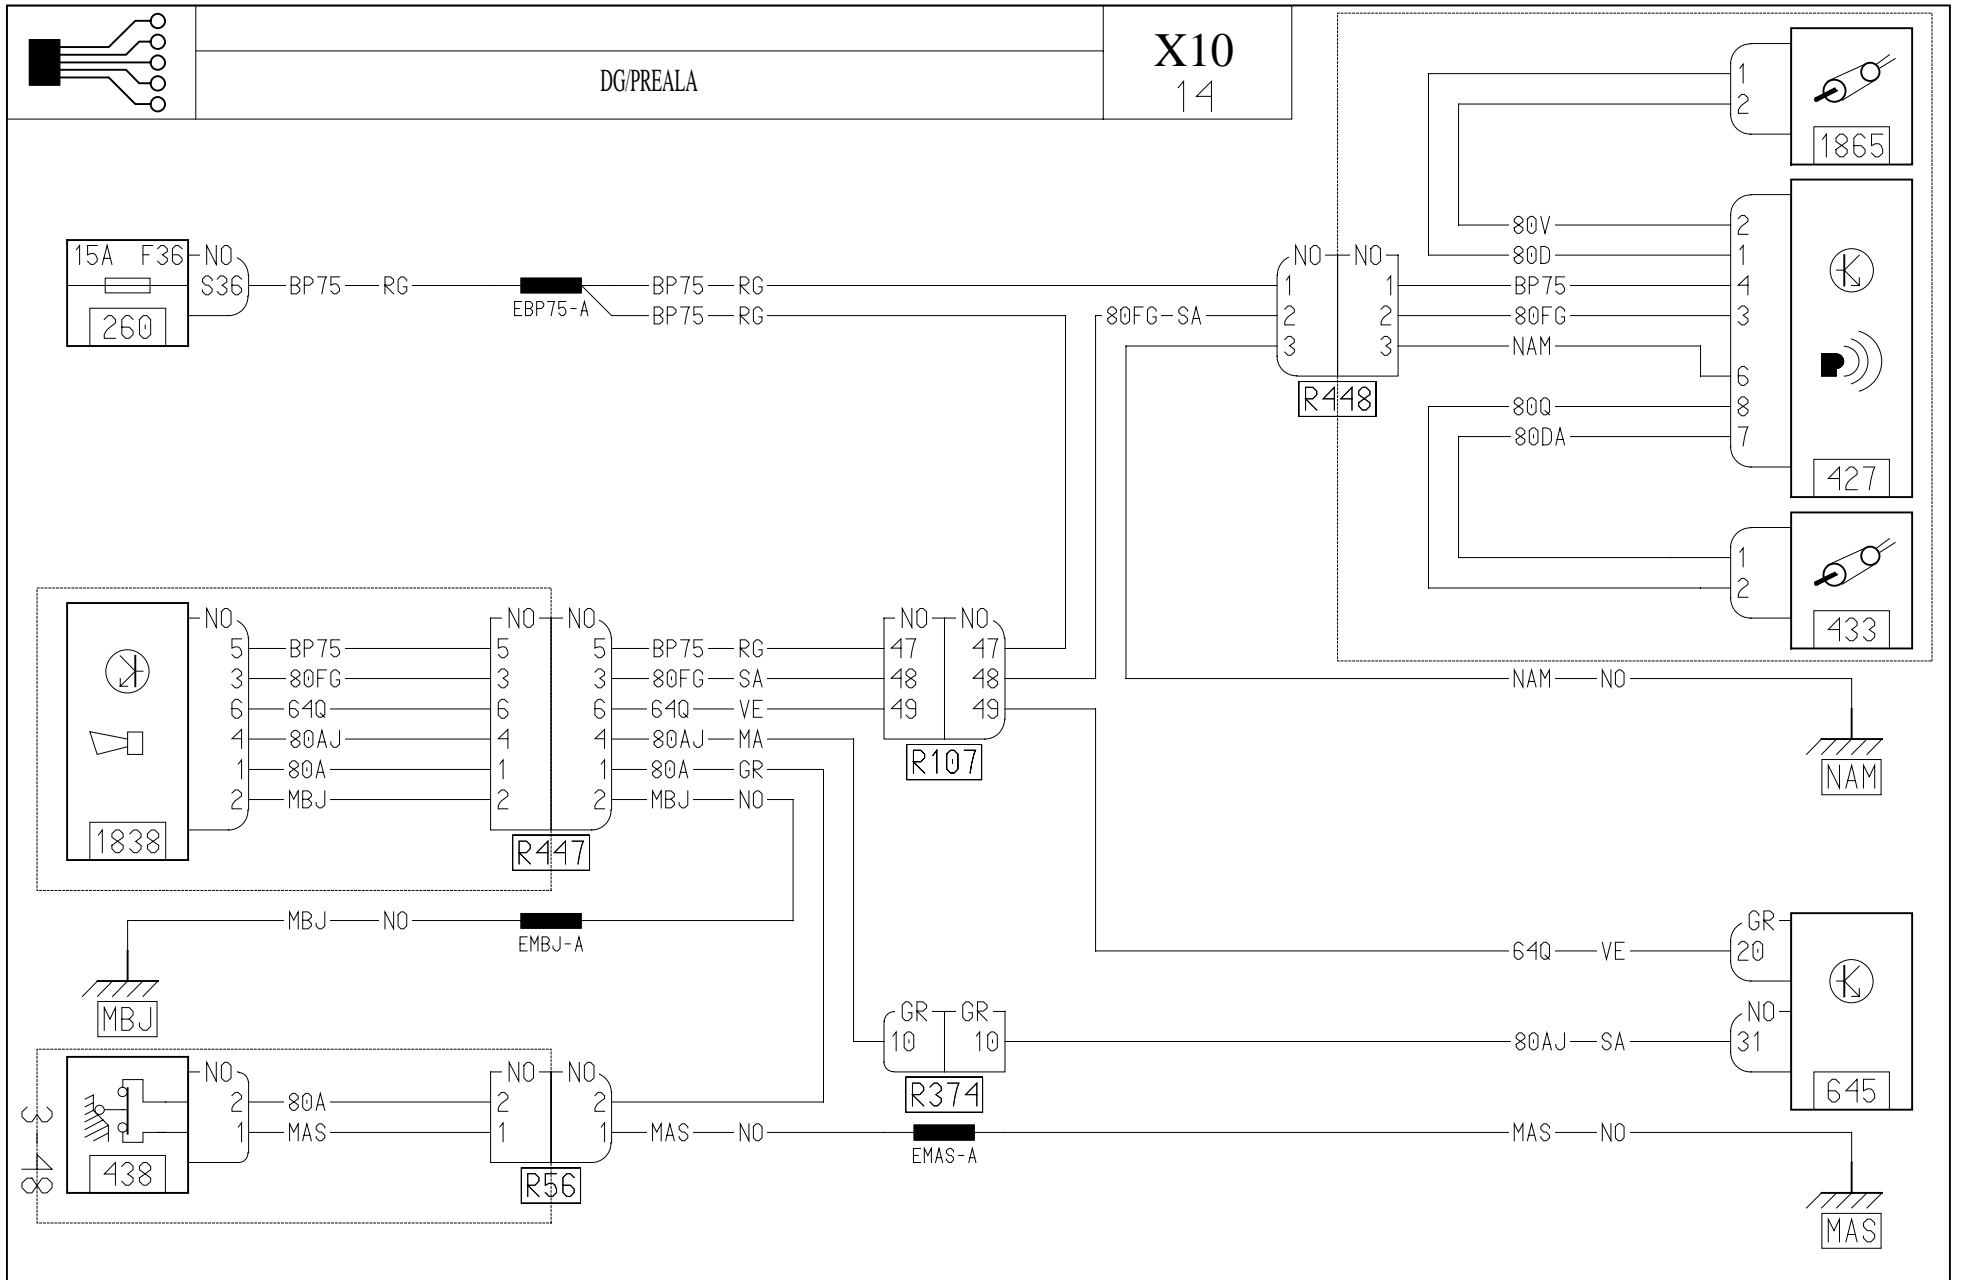 DG/PREALA
X10
14
1
2
1865
15A F36 NO
S36 BP75 RG
260
EBP75-A
BP75 RG
BP75 RG
80FG SA
NO NO
1 1
2 2
3 3
R448
80V 2
80D 1
BP75 4
80FG 3
NAM 6
80Q 8
80DA 7
427
1
2
433
NAM NO
NAM
NO NO NO
5 BP75 5 5 BP75 RG
3 80FG 3 3 80FG SA
6 64Q 6 6 64Q VE
4 80AJ 4 4 80AJ MA
1 80A 1 1 80A GR
2 MBJ 2 2 MBJ NO
1838
R447
NO NO
47 47
48 48
49 49
R107
MBJ NO
EMBJ-A
MBJ
64Q VE
GR
20
GR GR
10 10
R374
80AJ SA
NO
31
645
NO NO NO
2 80A 2 2
1 MAS 1 1 MAS NO
438
R56
EMAS-A
MAS NO
MAS
3
48